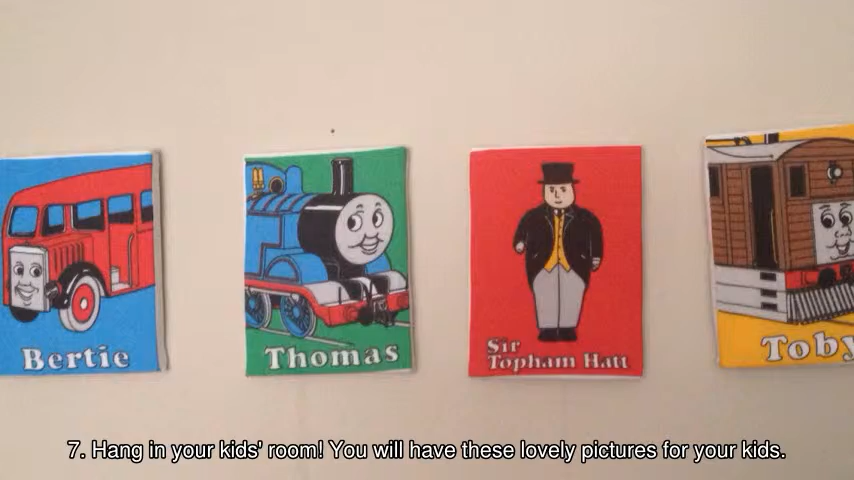 Bertie
Thomas
Sir
Topham Hatt
Toby
7. Hang in your kids' room! You will have these lovely pictures for your kids.